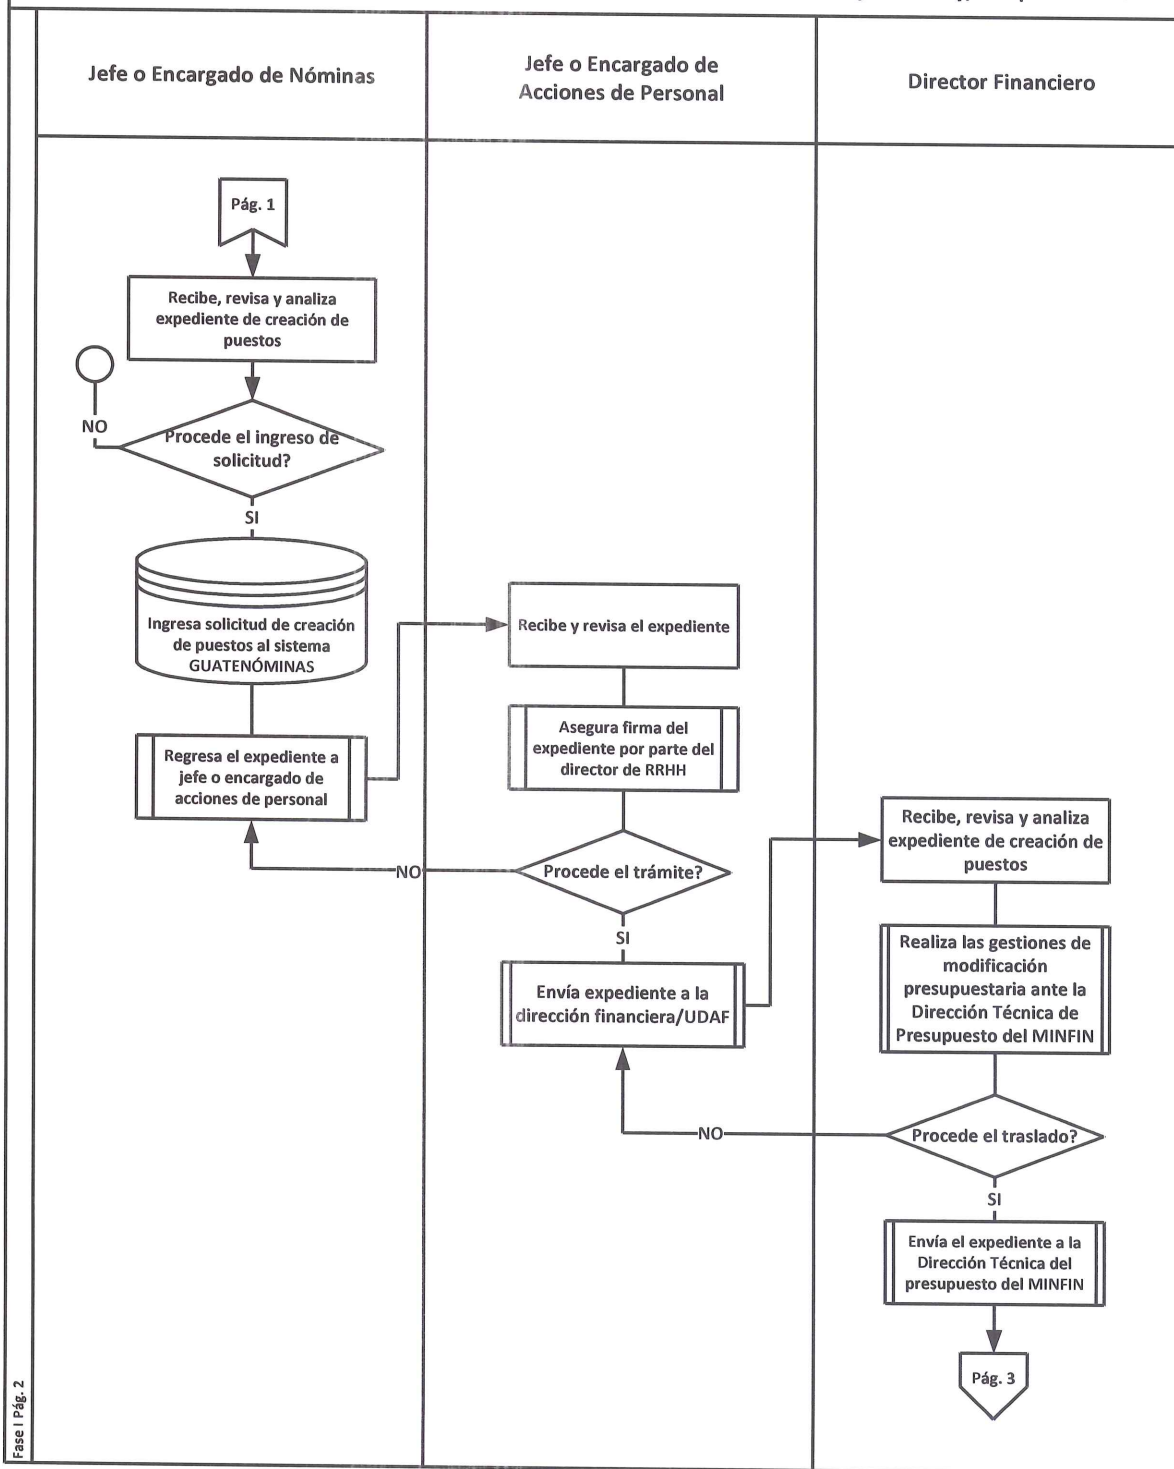 Jefe o Encargado de Nóminas
Jefe o Encargado de
Acciones de Personal
Director Financiero
Pág. 1
Recibe, revisa y analiza
expediente de creación de
puestos
NO
Procede el ingreso de
solicitud?
SI
Ingresa solicitud de creación
de puestos al sistema
GUATENÓMINAS
Regresa el expediente a
jefe o encargado de
acciones de personal
Recibe y revisa el expediente
Asegura firma del
expediente por parte del
director de RRHH
Procede el trámite?
NO
SI
Envía expediente a la
dirección financiera/UDAF
Recibe, revisa y analiza
expediente de creación de
puestos
Realiza las gestiones de
modificación
presupuestaria ante la
Dirección Técnica de
Presupuesto del MINFIN
Procede el traslado?
NO
SI
Envía el expediente a la
Dirección Técnica del
presupuesto del MINFIN
Pág. 3
Fase I Pág. 2